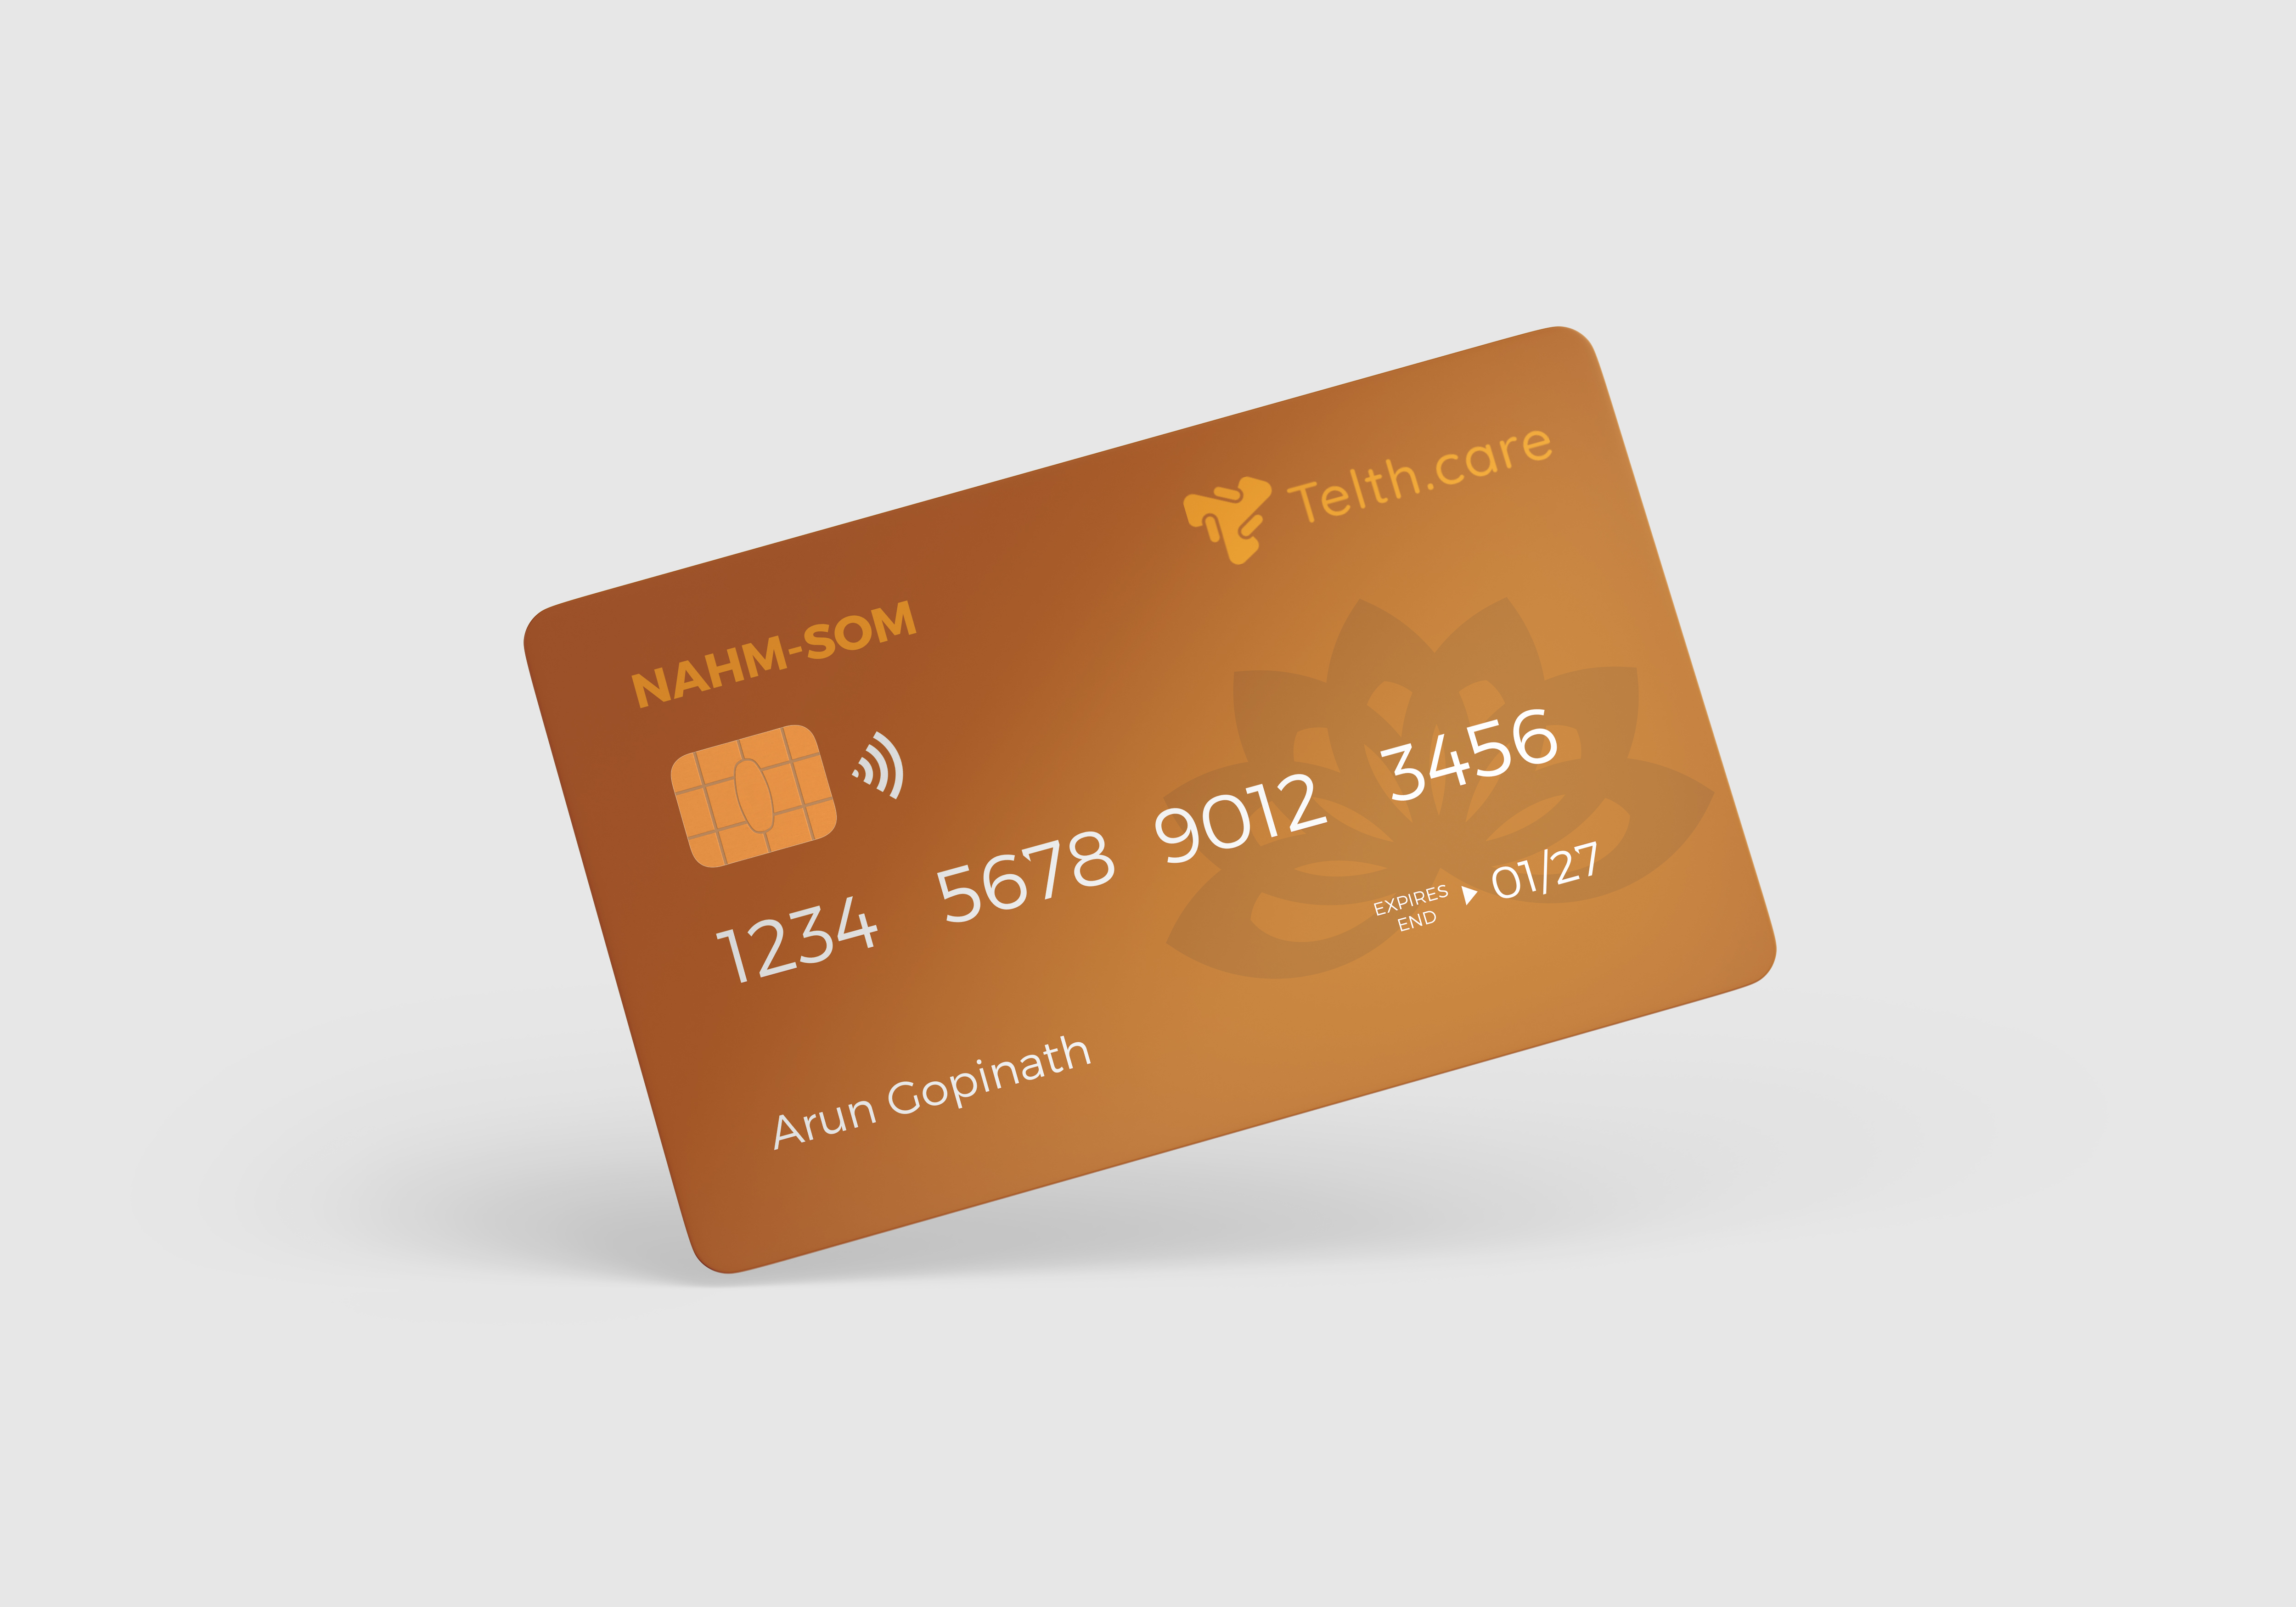 Telth.care
NAHM-SOM
1234 5678 9012 3456
EXPIRES
END
01/27
Arun Gopinath